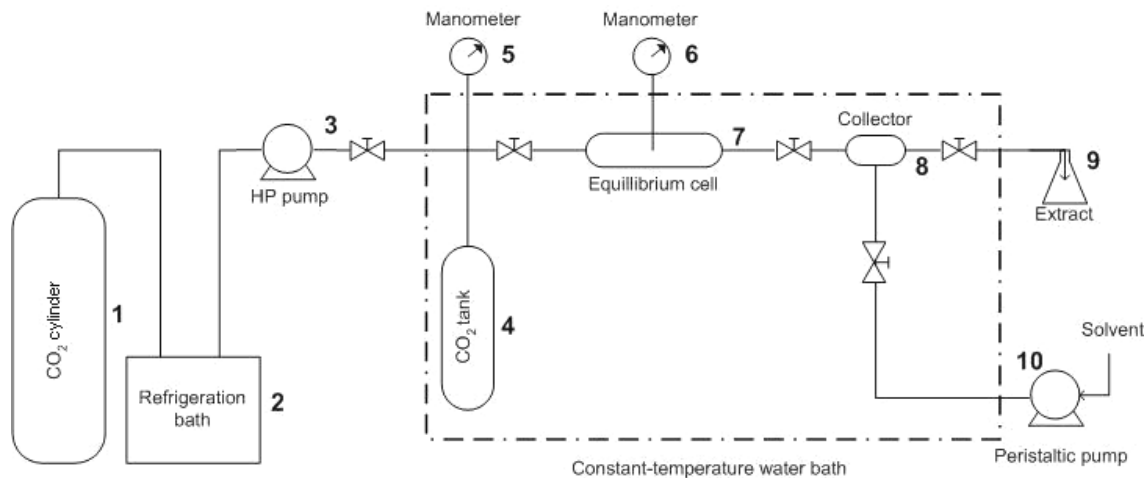 Manometer
5
Manometer
6
3
HP pump
7
Equillibrium cell
Collector
8
9
Extract
CO₂ cylinder
1
Refrigeration
bath
2
CO₂ tank
4
Solvent
10
Peristaltic pump
Constant-temperature water bath